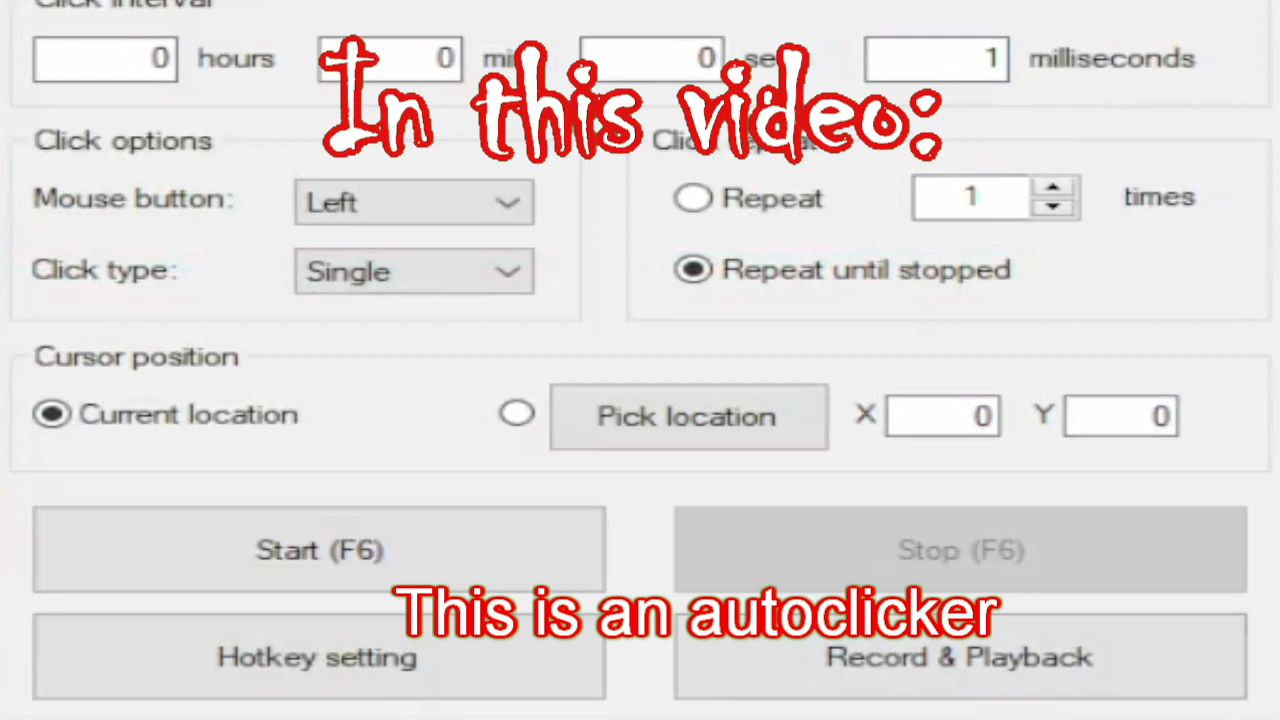 Click interval
0 hours 0 0 1 milliseconds
In this video:
Click options
Mouse button: Left
Click type: Single
Repeat 1 times
Repeat until stopped
Cursor position
Current location Pick location X 0 Y 0
Start (F6) Stop (F6)
This is an autoclicker
Hotkey setting Record & Playback